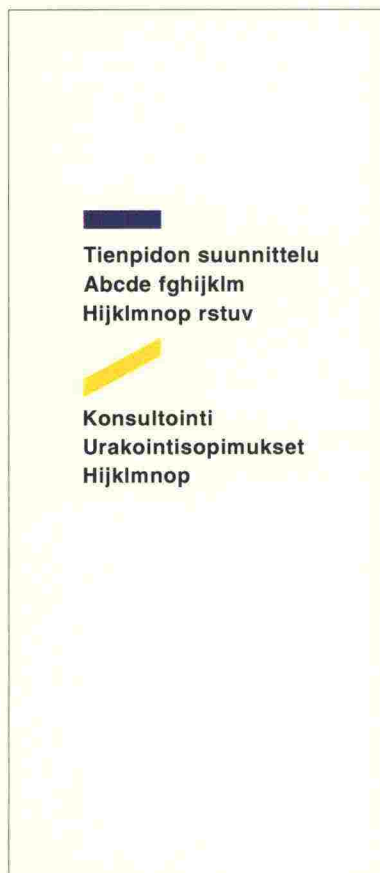 Tienpidon suunnittelu
Abcde fghijklm
Hijklmnop rstuv
Konsultointi
Urakointisopimukset
Hijklmnop